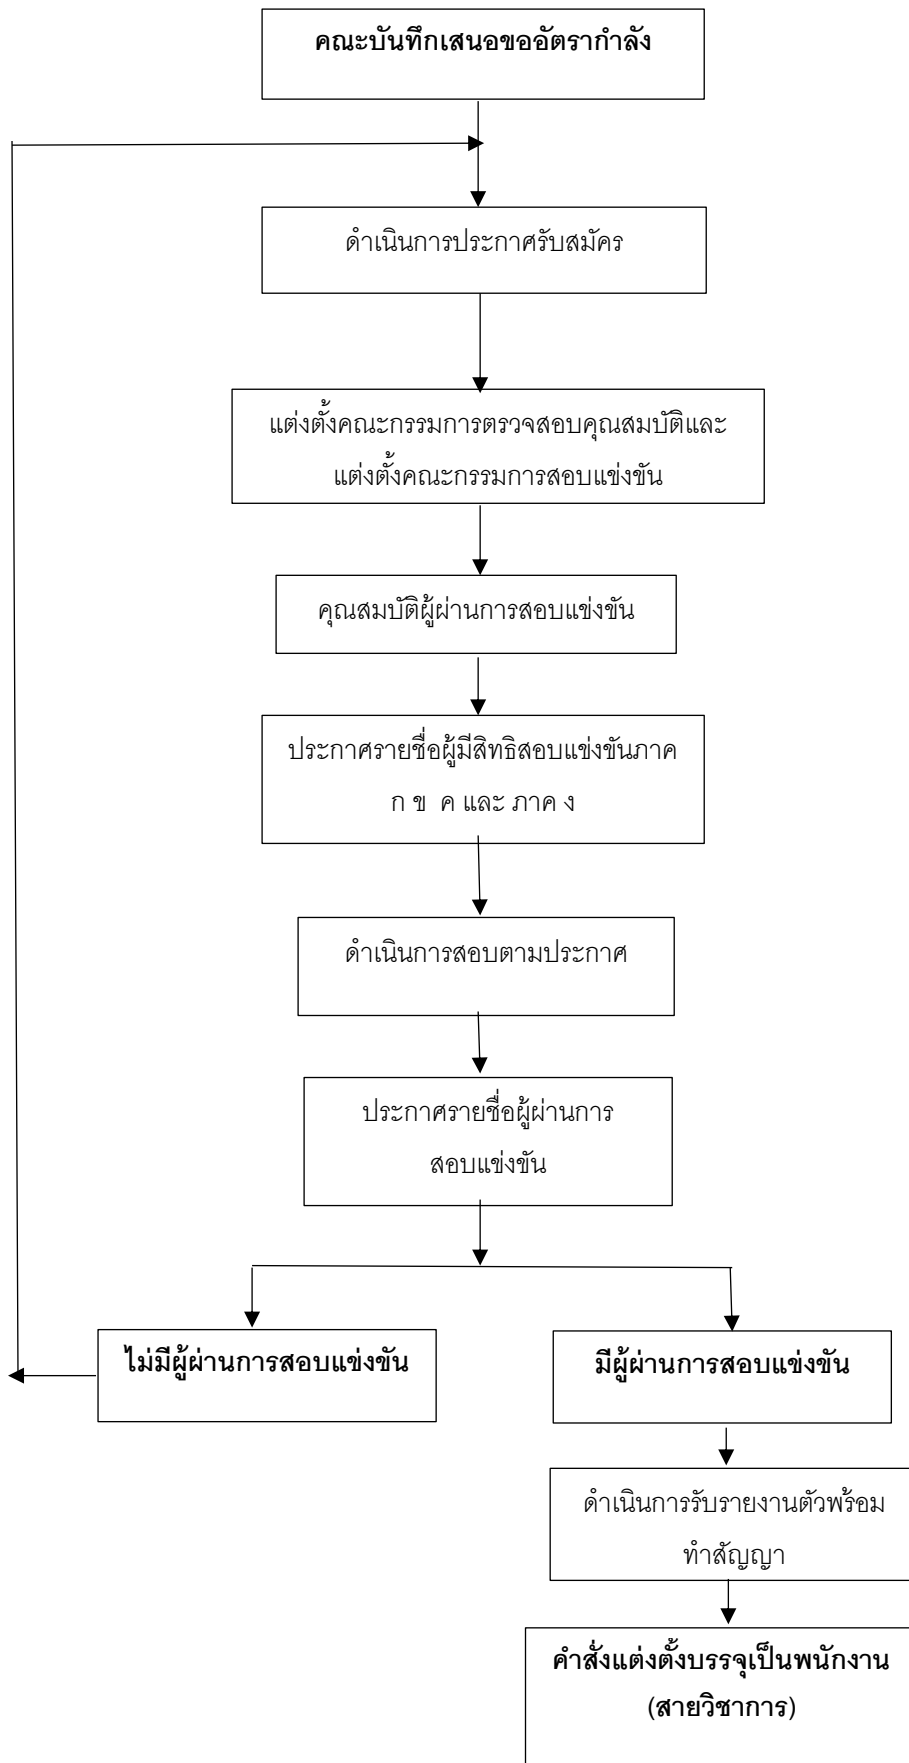 คณะบันทึกเสนอขออัตรากำลัง
ดำเนินการประกาศรับสมัคร
แต่งตั้งคณะกรรมการตรวจสอบคุณสมบัติและ
แต่งตั้งคณะกรรมการสอบแข่งขัน
คุณสมบัติผู้ผ่านการสอบแข่งขัน
ประกาศรายชื่อผู้มีสิทธิสอบแข่งขันภาค
ก ข ค และ ภาค ง
ดำเนินการสอบตามประกาศ
ประกาศรายชื่อผู้ผ่านการ
สอบแข่งขัน
ไม่มีผู้ผ่านการสอบแข่งขัน
มีผู้ผ่านการสอบแข่งขัน
ดำเนินการรับรายงานตัวพร้อม
ทำสัญญา
คำสั่งแต่งตั้งบรรจุเป็นพนักงาน
(สายวิชาการ)